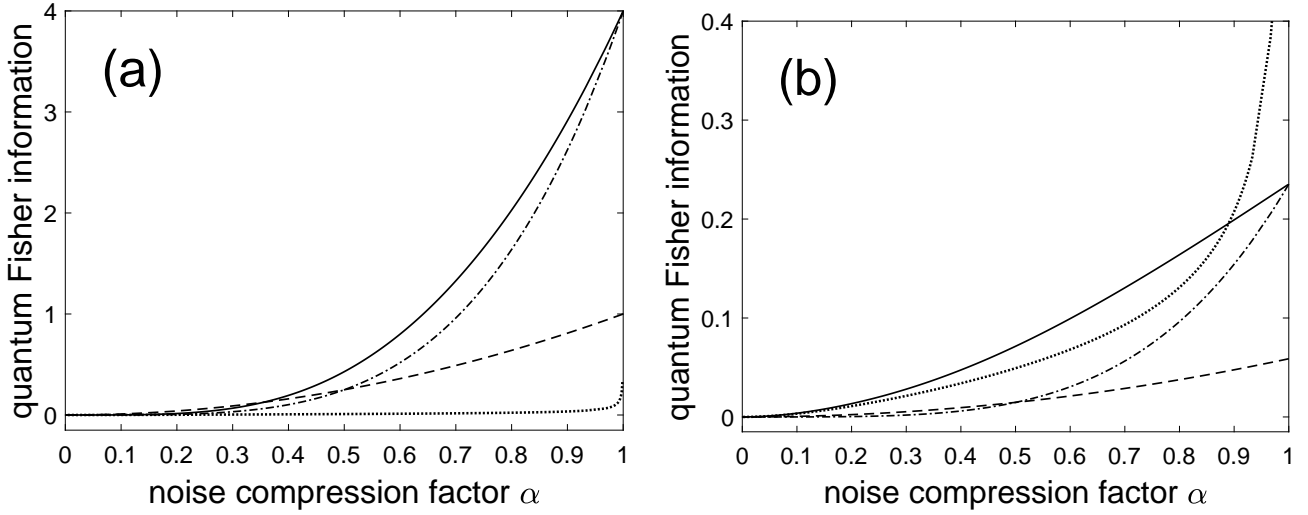 (a)
quantum Fisher information
4
3
2
1
0
0 0.1 0.2 0.3 0.4 0.5 0.6 0.7 0.8 0.9 1
noise compression factor α
(b)
quantum Fisher information
0.4
0.3
0.2
0.1
0
0 0.1 0.2 0.3 0.4 0.5 0.6 0.7 0.8 0.9 1
noise compression factor α